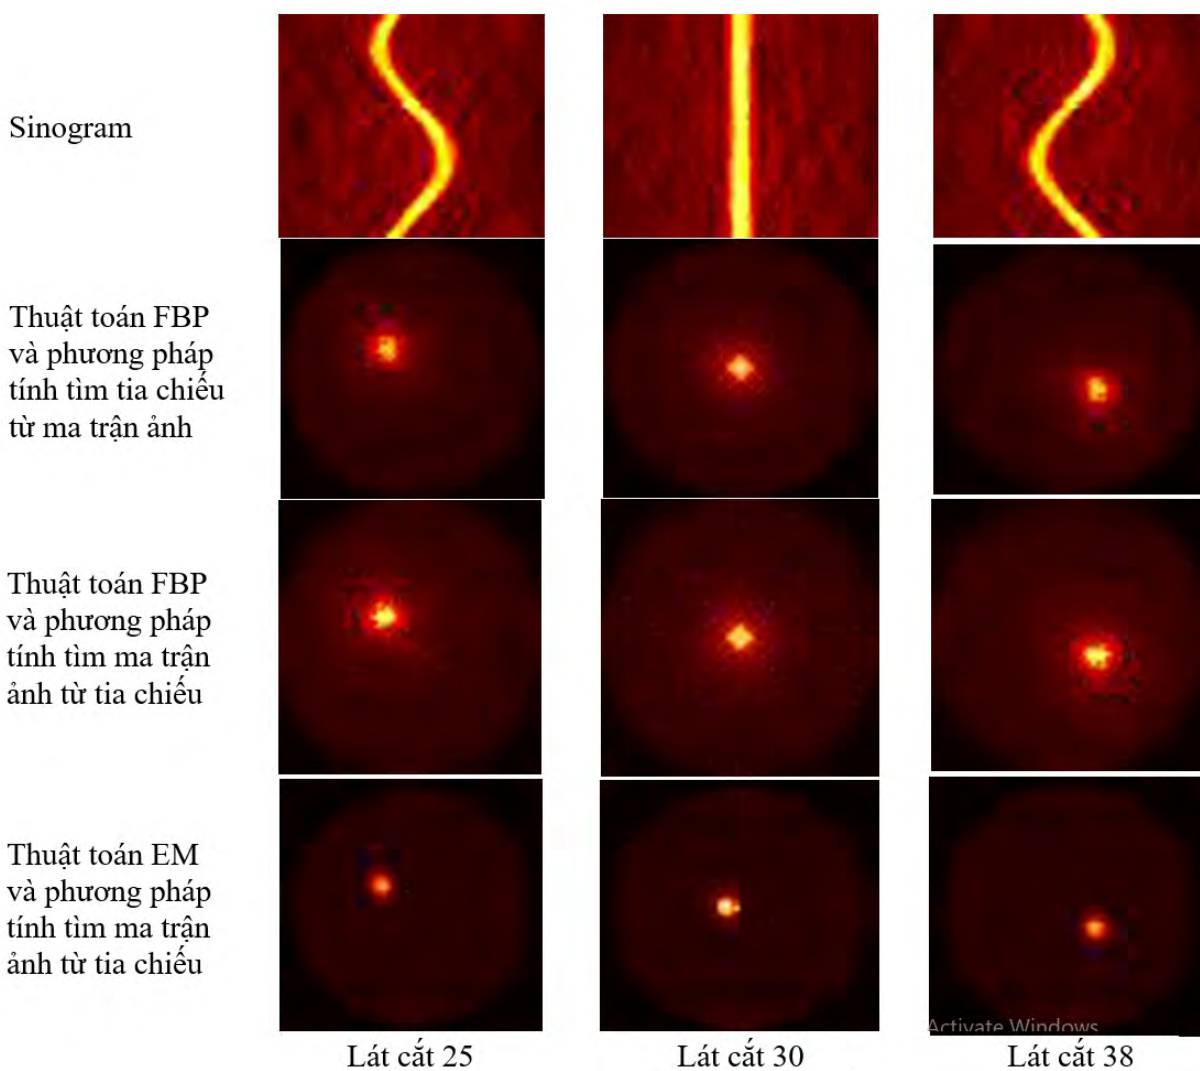 Sinogram
Thuật toán FBP
và phương pháp
tính tìm tia chiếu
từ ma trận ảnh
Thuật toán FBP
và phương pháp
tính tìm ma trận
ảnh từ tia chiếu
Thuật toán EM
và phương pháp
tính tìm ma trận
ảnh từ tia chiếu
Activate Windows
Lát cắt 25
Lát cắt 30
Lát cắt 38